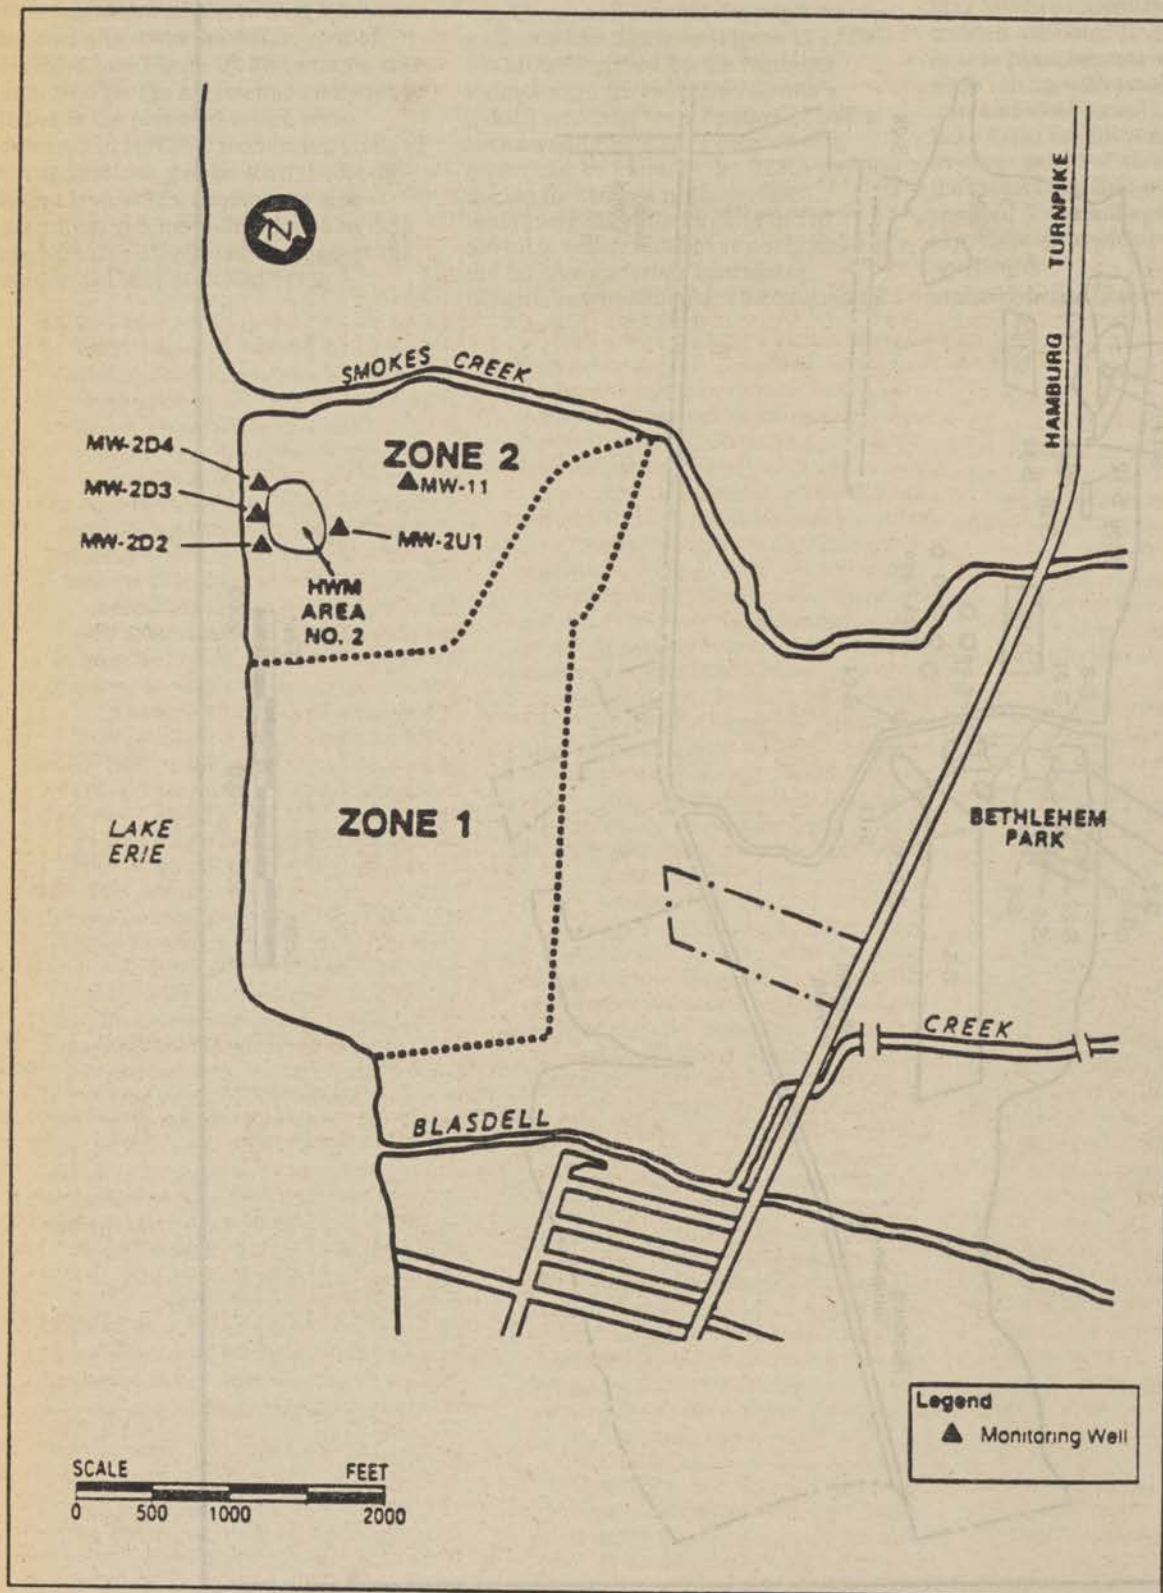 N
HAMBURG TURNPIKE
SMOKES CREEK
ZONE 2
MW-2D4
MW-2D3
MW-2D2
MW-11
MW-2U1
HWM
AREA
NO. 2
ZONE 1
LAKE
ERIE
BETHLEHEM
PARK
CREEK
BLASDELL
Legend
▲ Monitoring Well
SCALE FEET
0 500 1000 2000